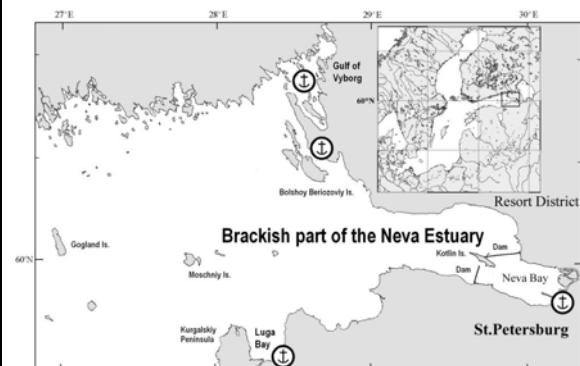 27°E
28°E
29°E
30°E
Gulf of
Vyborg
60°N
Bolshoy Beriozoviy Is.
Resort District
Brackish part of the Neva Estuary
Gogland Is.
Kotlin Is.
Dam
60°N
Moschniy Is.
Dam
Neva Bay
Kurgalskiy
Peninsula
Luga
Bay
St.Petersburg